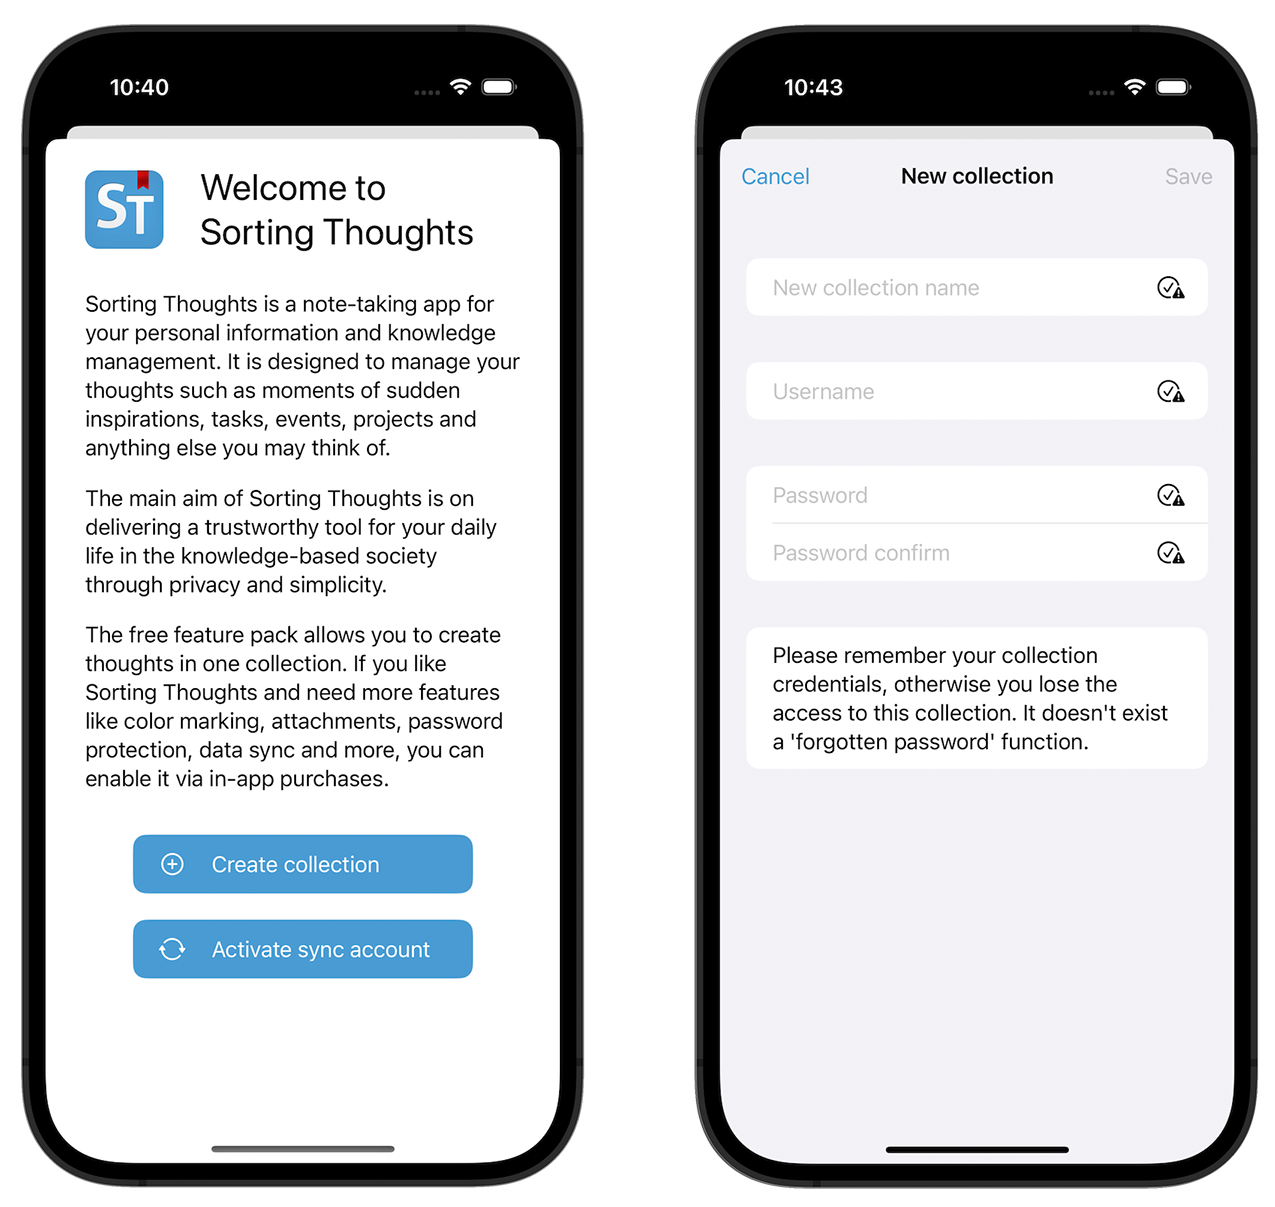 10:40
ST
Welcome to
Sorting Thoughts
Sorting Thoughts is a note-taking app for
your personal information and knowledge
management. It is designed to manage your
thoughts such as moments of sudden
inspirations, tasks, events, projects and
anything else you may think of.
The main aim of Sorting Thoughts is on
delivering a trustworthy tool for your daily
life in the knowledge-based society
through privacy and simplicity.
The free feature pack allows you to create
thoughts in one collection. If you like
Sorting Thoughts and need more features
like color marking, attachments, password
protection, data sync and more, you can
enable it via in-app purchases.
Create collection
Activate sync account
10:43
Cancel
New collection
Save
New collection name
Username
Password
Password confirm
Please remember your collection
credentials, otherwise you lose the
access to this collection. It doesn't exist
a 'forgotten password' function.